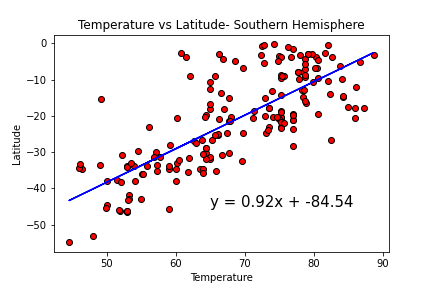 Temperature vs Latitude- Southern Hemisphere
0
−10
−20
−30
−40
−50
Latitude
y = 0.92x + -84.54
50 60 70 80 90
Temperature